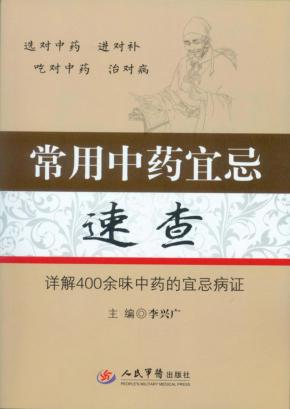 选对中药 进对补
吃对中药 治对病
常用中药宜忌
速查
详解400余味中药的宜忌病证
主 编◎李兴广
人民军医出版社
PEOPLE'S MILITARY MEDICAL PRESS